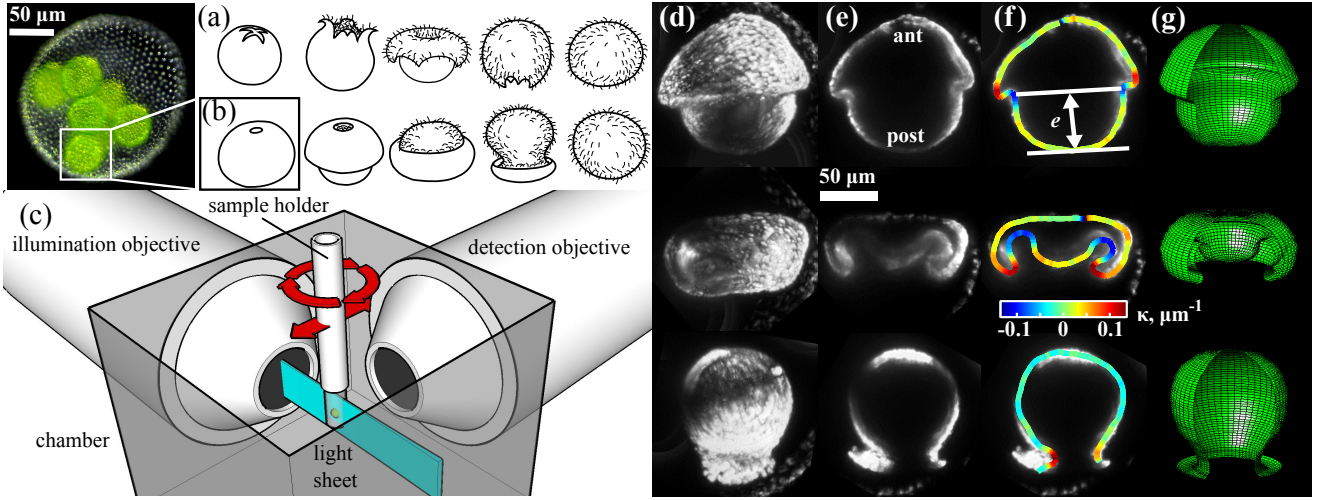 50 μm
(a)
(b)
(c)
sample holder
illumination objective
detection objective
chamber
light
sheet
(d)
(e)
(f)
(g)
ant
post
e
50 μm
κ, μm⁻¹
-0.1
0
0.1